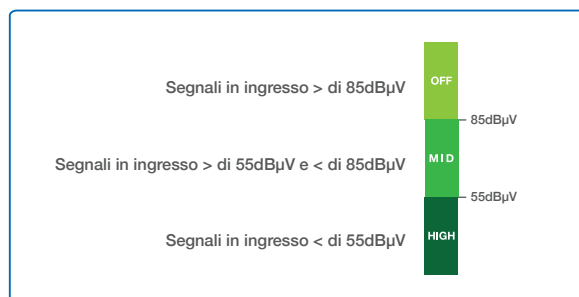 OFF
Segnali in ingresso > di 85dBµV
85dBµV
MID
Segnali in ingresso > di 55dBµV e < di 85dBµV
55dBµV
HIGH
Segnali in ingresso < di 55dBµV